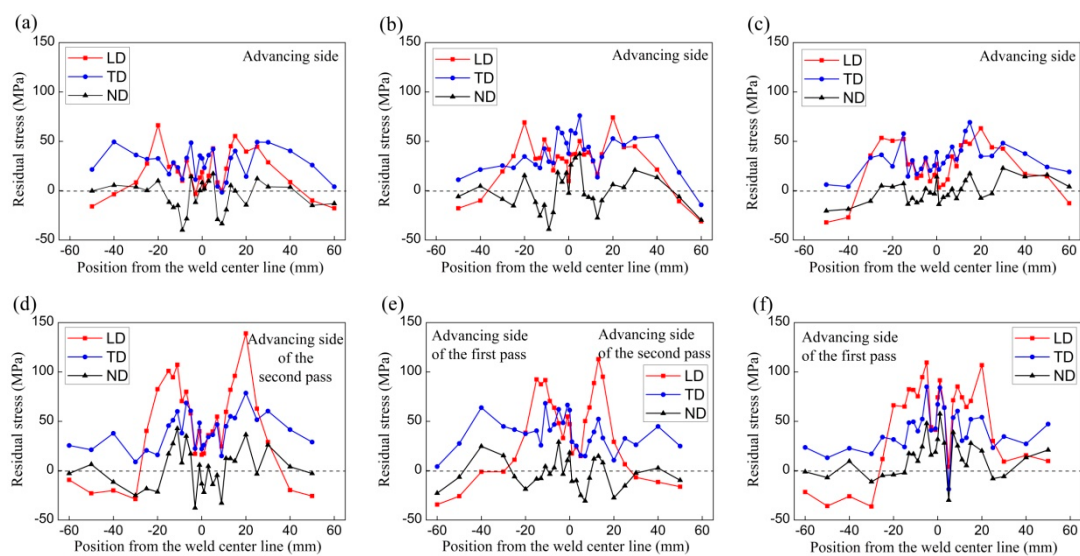 (a)
150
100
50
0
-50
Residual stress (MPa)
LD
TD
ND
Advancing side
-60 -40 -20 0 20 40 60
Position from the weld center line (mm)
(b)
150
100
50
0
-50
Residual stress (MPa)
LD
TD
ND
Advancing side
-60 -40 -20 0 20 40 60
Position from the weld center line (mm)
(c)
150
100
50
0
-50
Residual stress (MPa)
LD
TD
ND
Advancing side
-60 -40 -20 0 20 40 60
Position from the weld center line (mm)
(d)
150
100
50
0
-50
Residual stress (MPa)
LD
TD
ND
Advancing side
of the
second pass
-60 -40 -20 0 20 40 60
Position from the weld center line (mm)
(e)
150
100
50
0
-50
Residual stress (MPa)
Advancing side
of the first pass
Advancing side
of the second pass
LD
TD
ND
-60 -40 -20 0 20 40 60
Position from the weld center line (mm)
(f)
150
100
50
0
-50
Residual stress (MPa)
Advancing side
of the first pass
LD
TD
ND
-60 -40 -20 0 20 40 60
Position from the weld center line (mm)